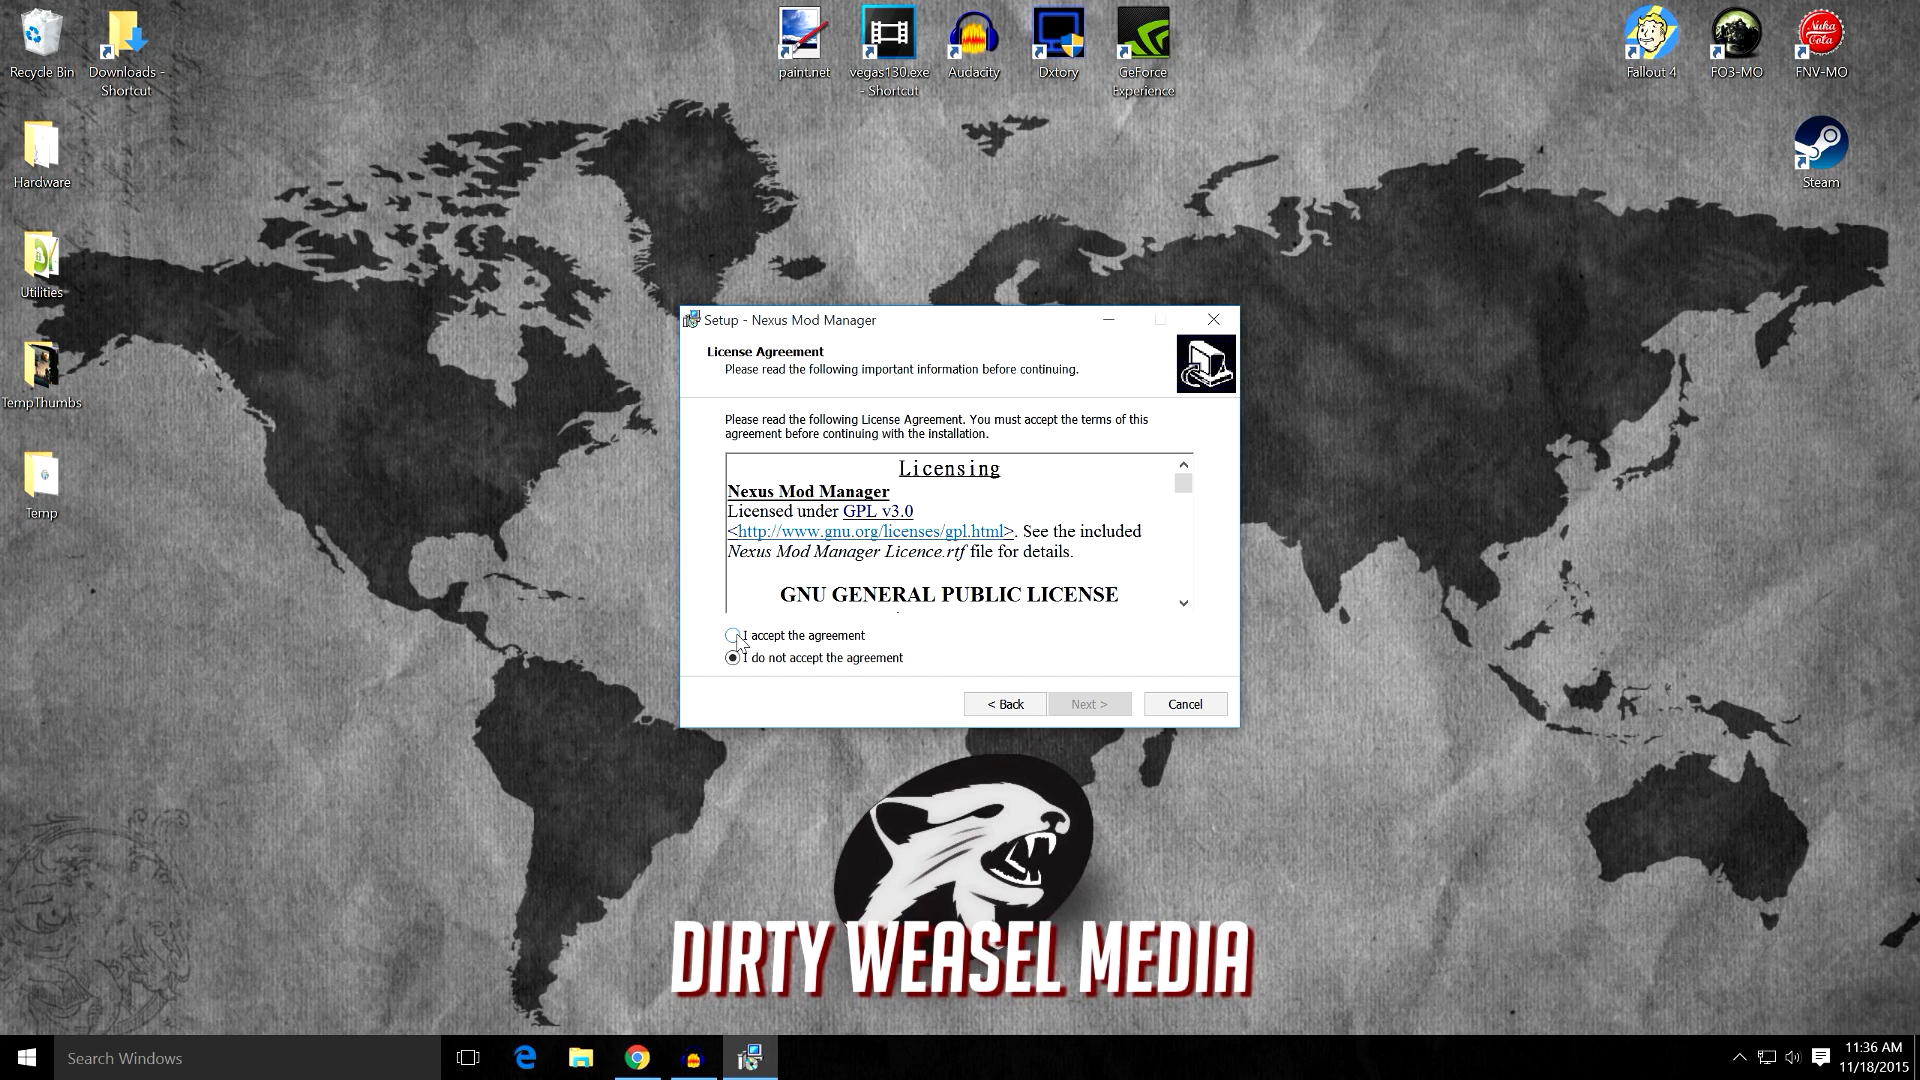 Recycle Bin
Downloads -
Shortcut
paint.net
vegas130.exe
- Shortcut
Audacity
Dxtory
GeForce
Experience
Fallout 4
FO3-MO
Nuka
Cola
FNV-MO
Hardware
Steam
Utilities
TempThumbs
Temp
Setup - Nexus Mod Manager
License Agreement
Please read the following important information before continuing.
Please read the following License Agreement. You must accept the terms of this
agreement before continuing with the installation.
Licensing
Nexus Mod Manager
Licensed under GPL v3.0
<http://www.gnu.org/licenses/gpl.html>. See the included
Nexus Mod Manager Licence.rtf file for details.
GNU GENERAL PUBLIC LICENSE
I accept the agreement
I do not accept the agreement
< Back
Next >
Cancel
DIRTY WEASEL MEDIA
Search Windows
11:36 AM
11/18/2015